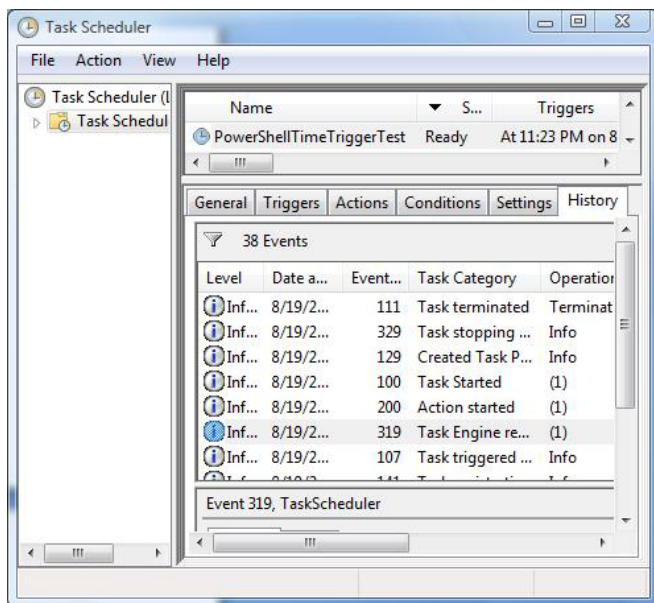 Task Scheduler
File Action View Help
Task Scheduler (L
Task Schedul
Name S... Triggers
PowerShellTimeTriggerTest Ready At 11:23 PM on 8
General Triggers Actions Conditions Settings History
38 Events
Level Date a... Event... Task Category Operation
Inf... 8/19/2... 111 Task terminated Terminat
Inf... 8/19/2... 329 Task stopping ... Info
Inf... 8/19/2... 129 Created Task P... Info
Inf... 8/19/2... 100 Task Started (1)
Inf... 8/19/2... 200 Action started (1)
Inf... 8/19/2... 319 Task Engine re... (1)
Inf... 8/19/2... 107 Task triggered ... Info
Event 319, TaskScheduler